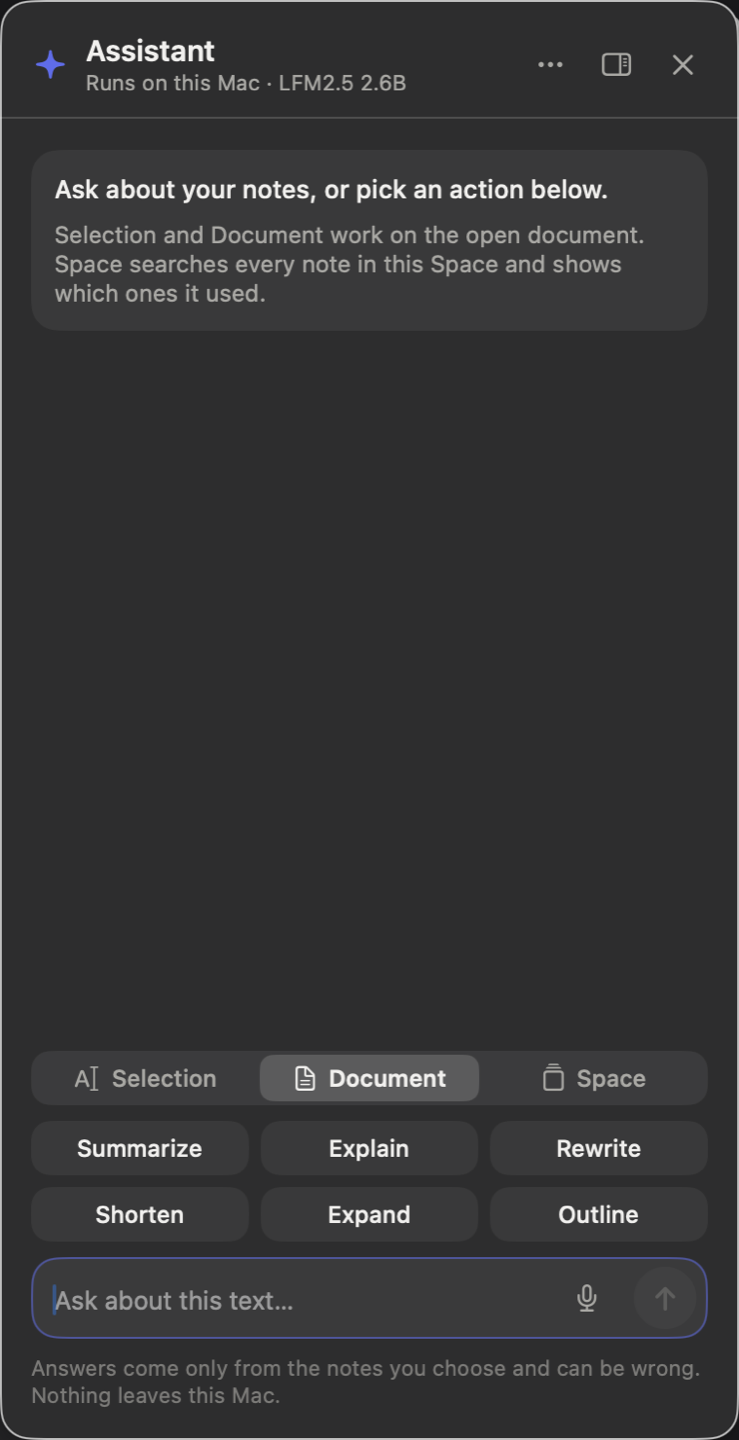 Assistant
Runs on this Mac · LFM2.5 2.6B
Ask about your notes, or pick an action below.
Selection and Document work on the open document.
Space searches every note in this Space and shows
which ones it used.
Selection
Document
Space
Summarize
Explain
Rewrite
Shorten
Expand
Outline
Ask about this text...
Answers come only from the notes you choose and can be wrong.
Nothing leaves this Mac.